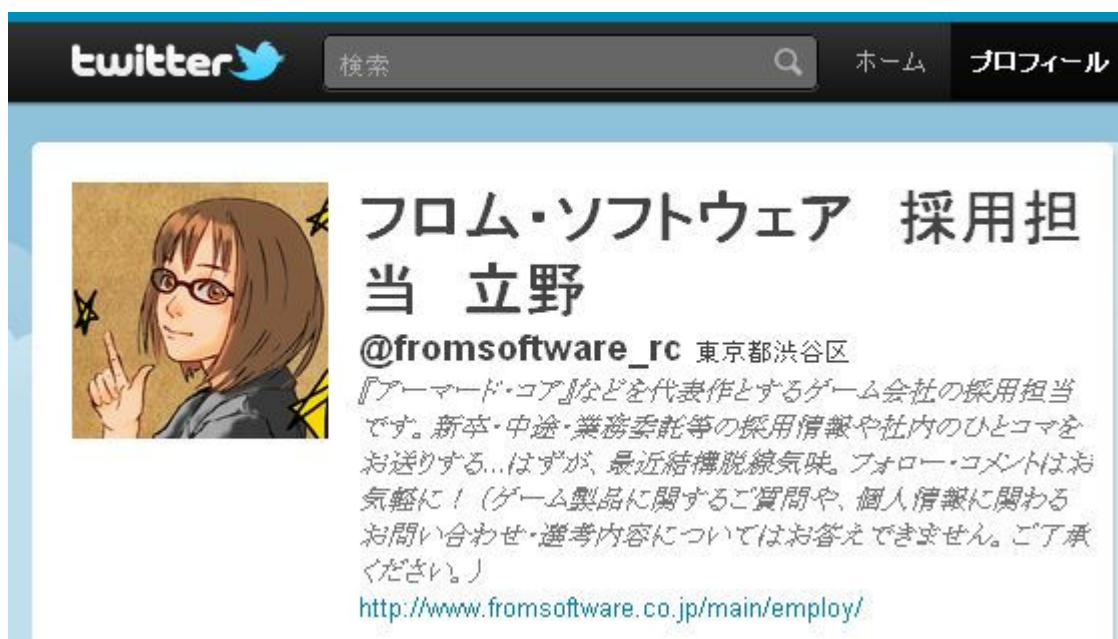 twitter
検索
ホーム
プロフィール
フロム・ソフトウェア 採用担
当 立野
@fromsoftware_rc 東京都渋谷区
『アーマード・コア』などを代表作とするゲーム会社の採用担当
です。新卒・中途・業務委託等の採用情報や社内のひとコマを
お送りする...はずが、最近結構脱線気味。フォロー・コメントはお
気軽に！（ゲーム製品に関するご質問や、個人情報に関わる
お問い合わせ・選考内容についてはお答えできません。ご了承
ください。）
http://www.fromsoftware.co.jp/main/employ/